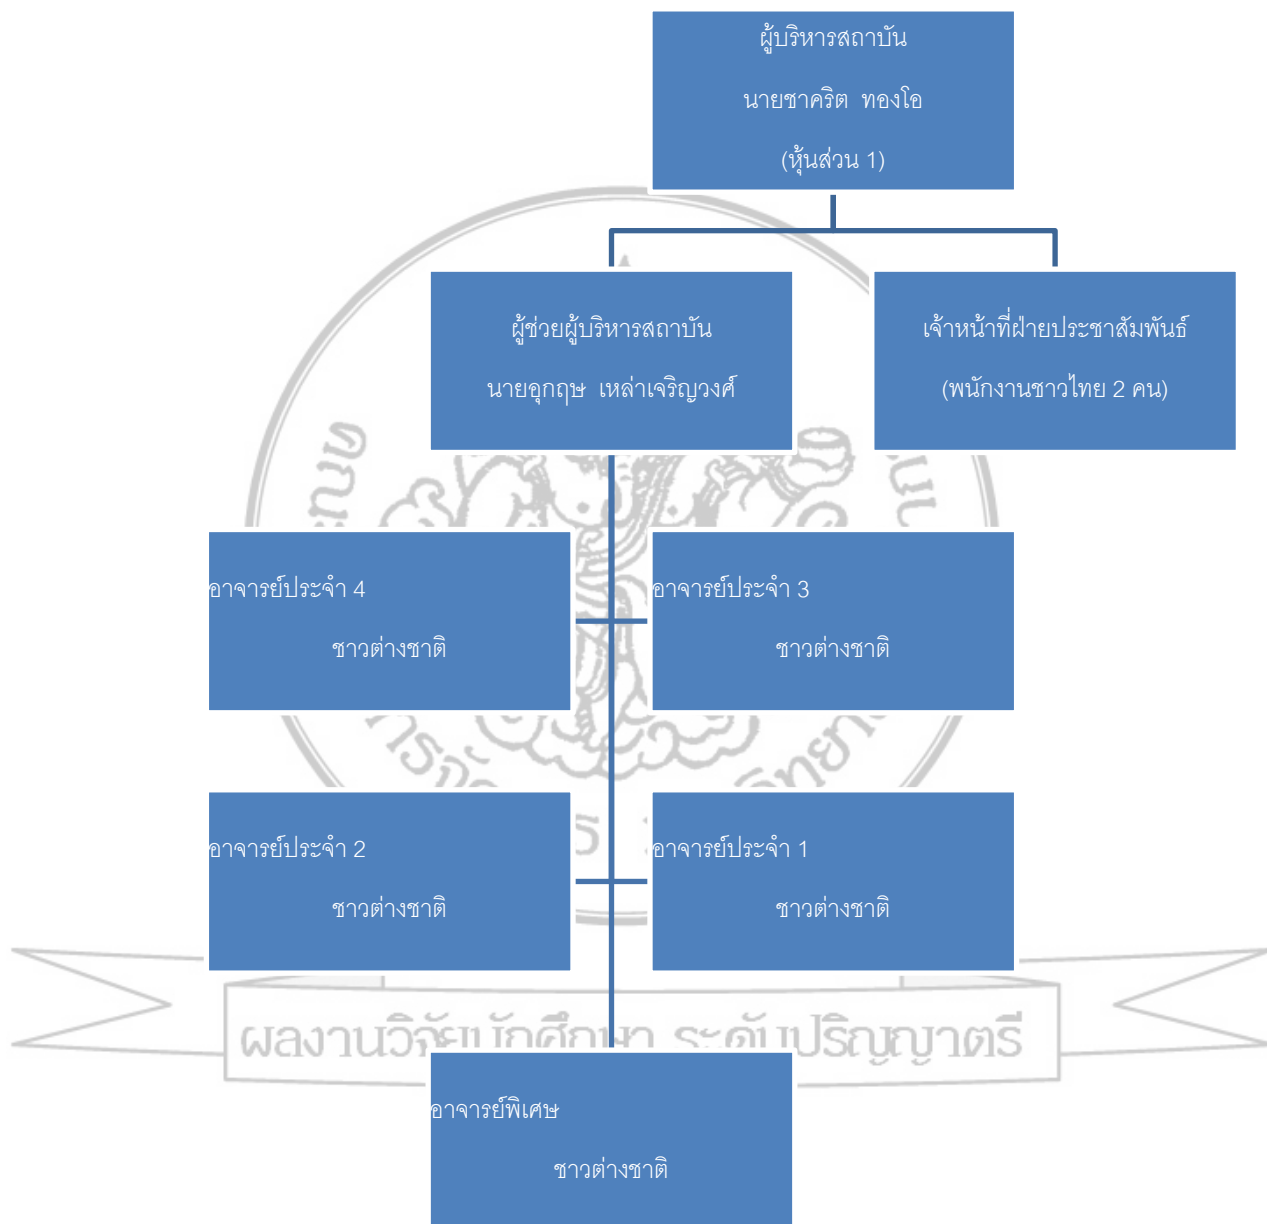 ผู้บริหารสถาบัน
นายชาคริต ทองโอ
(หุ้นส่วน 1)
ผู้ช่วยผู้บริหารสถาบัน
นายอุกฤษ เหล่าเจริญวงศ์
เจ้าหน้าที่ฝ่ายประชาสัมพันธ์
(พนักงานชาวไทย 2 คน)
อาจารย์ประจำ 4
ชาวต่างชาติ
อาจารย์ประจำ 3
ชาวต่างชาติ
อาจารย์ประจำ 2
ชาวต่างชาติ
อาจารย์ประจำ 1
ชาวต่างชาติ
ผลงานวิจัยนักศึกษา ระดับปริญญาตรี
อาจารย์พิเศษ
ชาวต่างชาติ